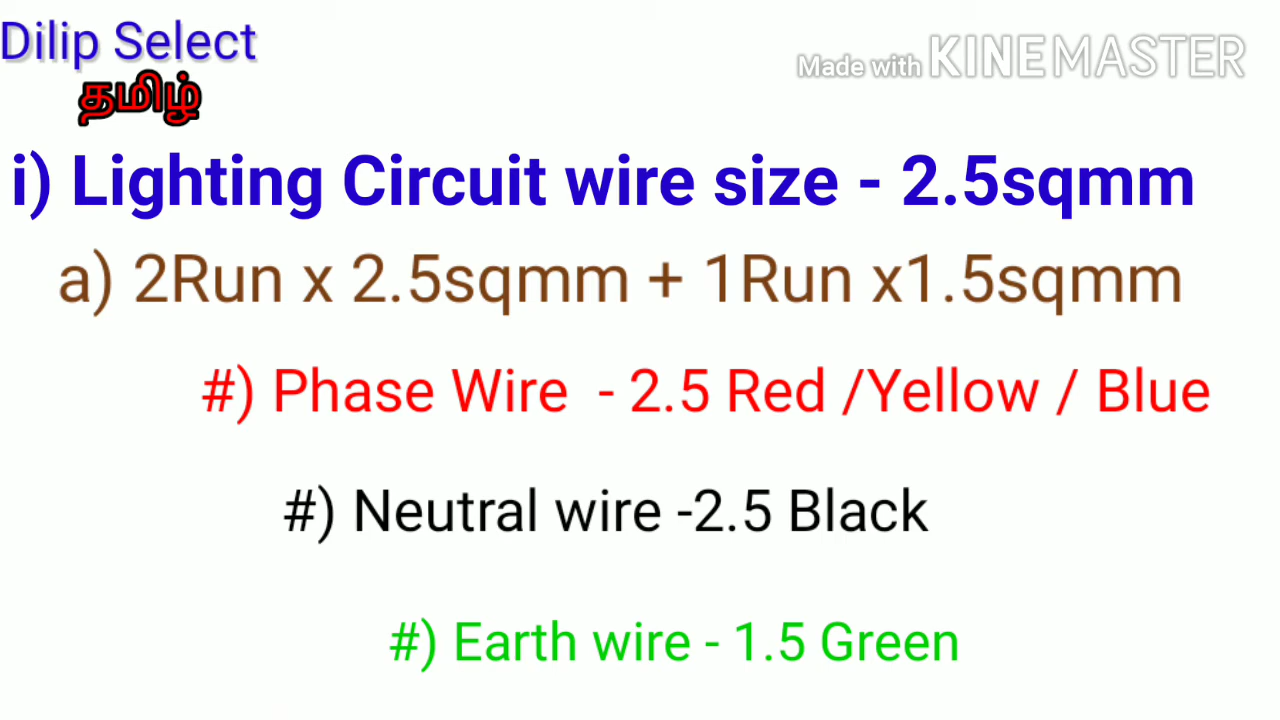 Dilip Select
தமிழ்
Made with KINEMASTER
i) Lighting Circuit wire size - 2.5sqmm
a) 2Run x 2.5sqmm + 1Run x1.5sqmm
#) Phase Wire - 2.5 Red /Yellow / Blue
#) Neutral wire -2.5 Black
#) Earth wire - 1.5 Green